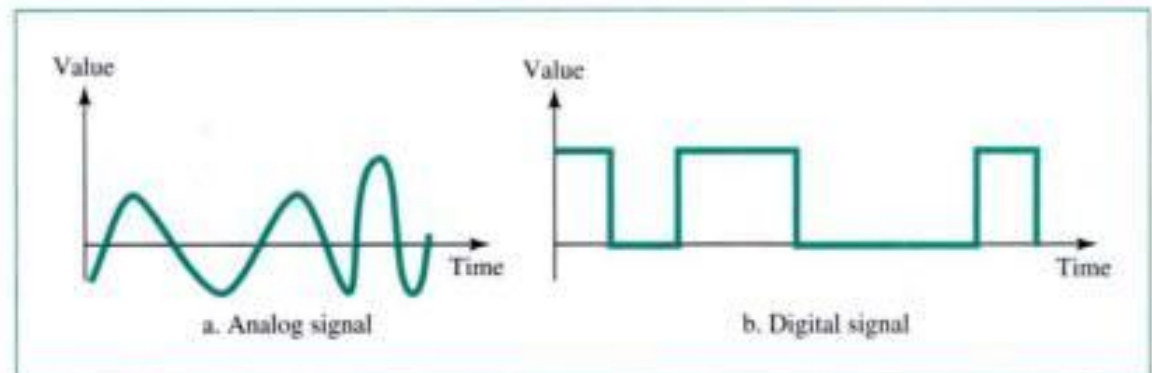 Value
Time
a. Analog signal
Value
Time
b. Digital signal